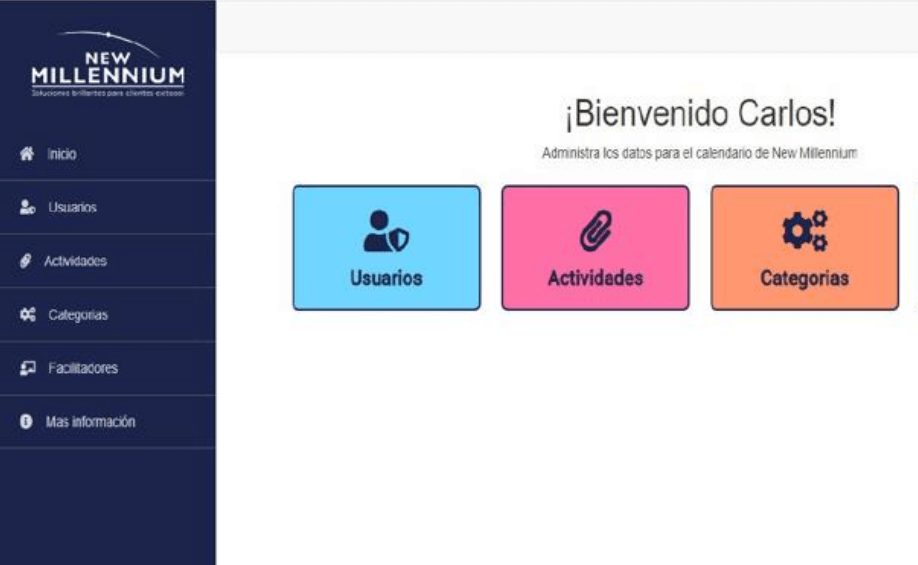 NEW
MILLENNIUM
Soluciones brillantes para clientes exitosos
Inicio
Usuarios
Actividades
Categorias
Facilitadores
Mas información
¡Bienvenido Carlos!
Administra los datos para el calendario de New Millennium
Usuarios
Actividades
Categorias